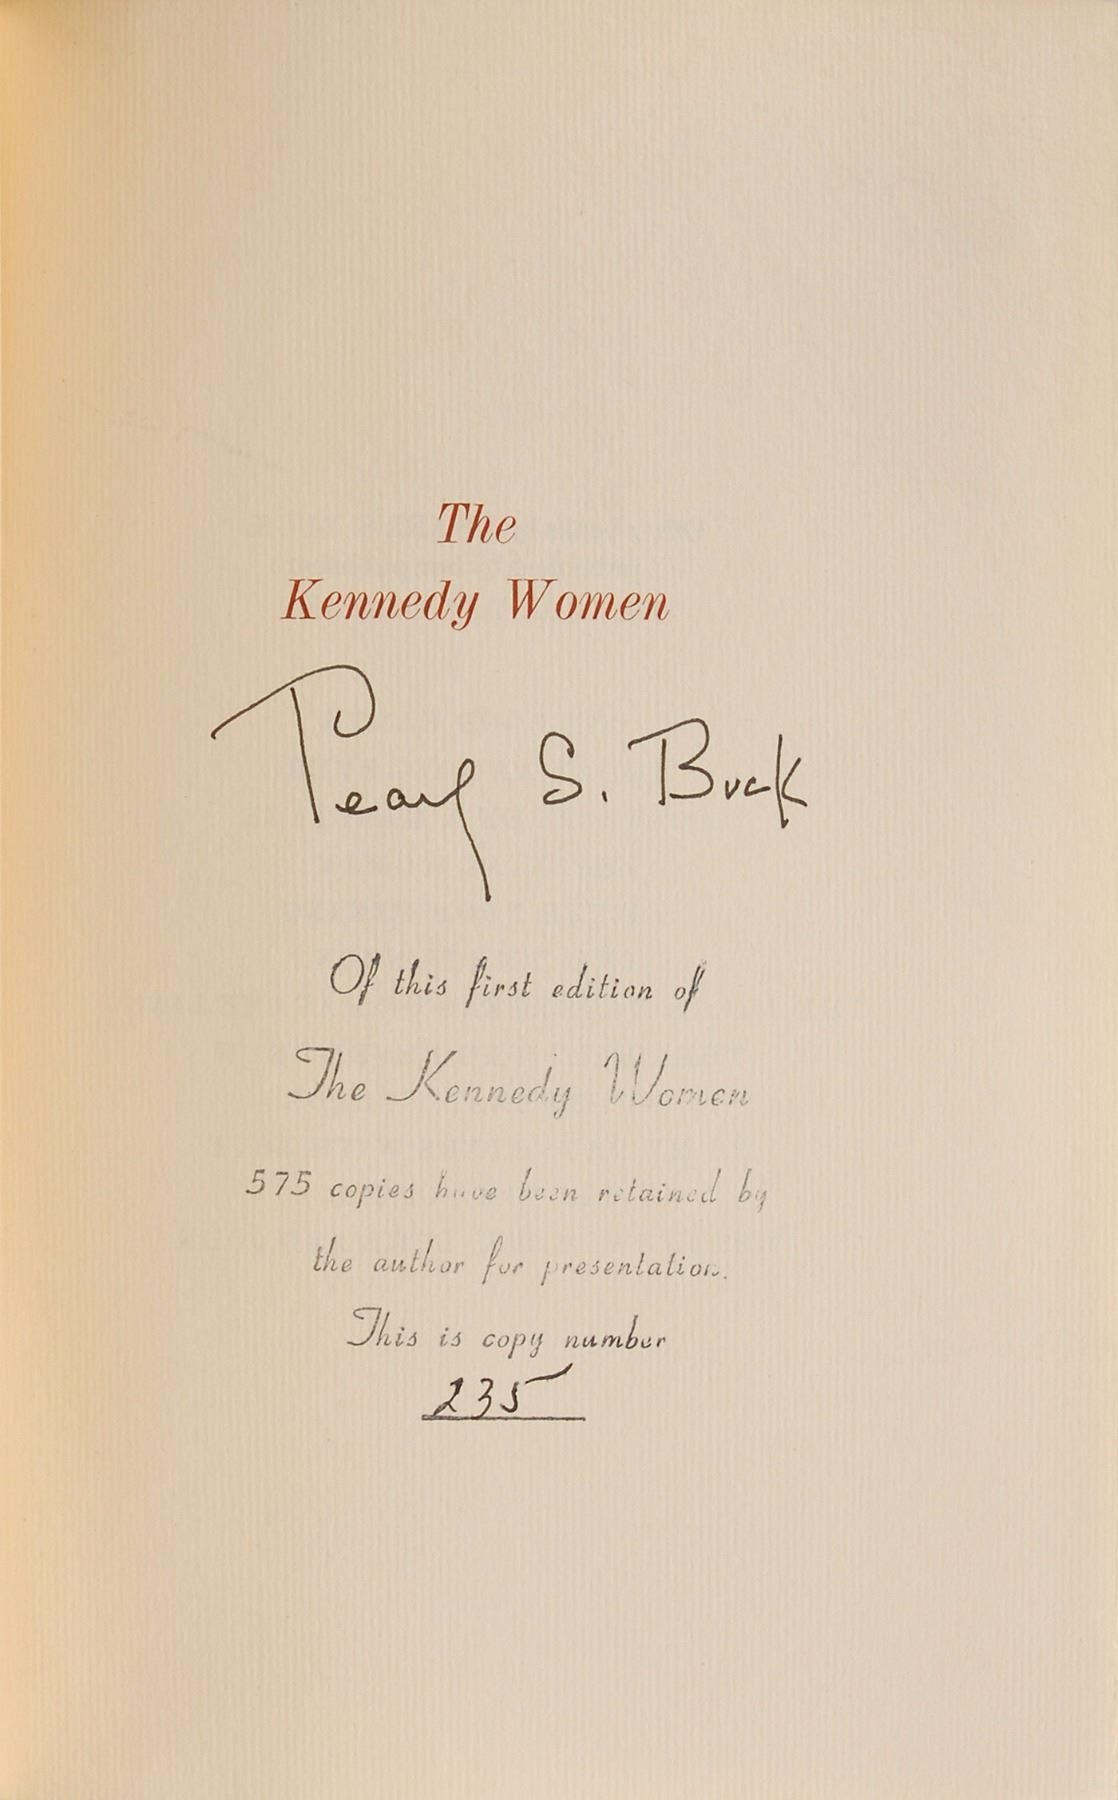 The
Kennedy Women
Pearl S. Buck
Of this first edition of
The Kennedy Women
575 copies have been retained by
the author for presentation.
This is copy number
235